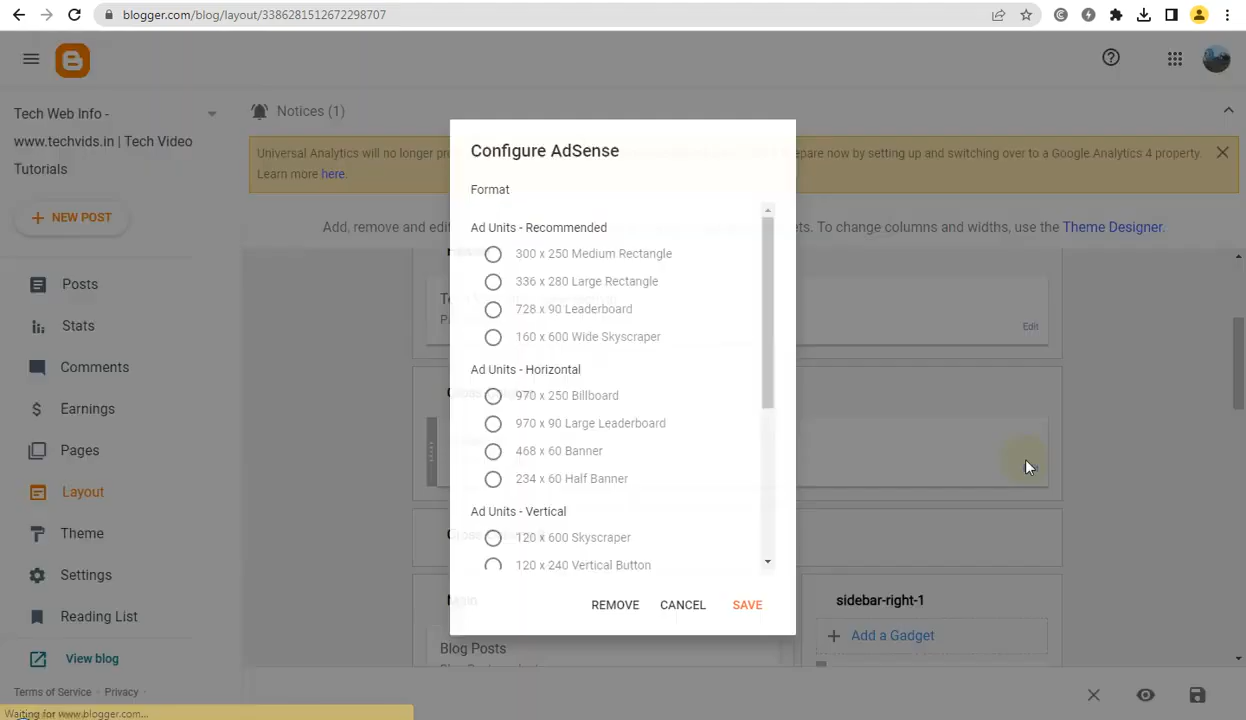 blogger.com/blog/layout/3386281512672298707
Tech Web Info -
www.techvids.in | Tech Video
Tutorials
NEW POST
Posts
Stats
Comments
Earnings
Pages
Layout
Theme
Settings
Reading List
View blog
Terms of Service · Privacy ·
Waiting for www.blogger.com...
Notices (1)
Universal Analytics will no longer pro
epare now by setting up and switching over to a Google Analytics 4 property.
Learn more here.
Add, remove and edi
ets. To change columns and widths, use the Theme Designer.
Edit
Configure AdSense
Format
Ad Units - Recommended
300 x 250 Medium Rectangle
336 x 280 Large Rectangle
728 x 90 Leaderboard
160 x 600 Wide Skyscraper
Ad Units - Horizontal
970 x 250 Billboard
970 x 90 Large Leaderboard
468 x 60 Banner
234 x 60 Half Banner
Ad Units - Vertical
120 x 600 Skyscraper
120 x 240 Vertical Button
REMOVE
CANCEL
SAVE
Main
Blog Posts
sidebar-right-1
Add a Gadget